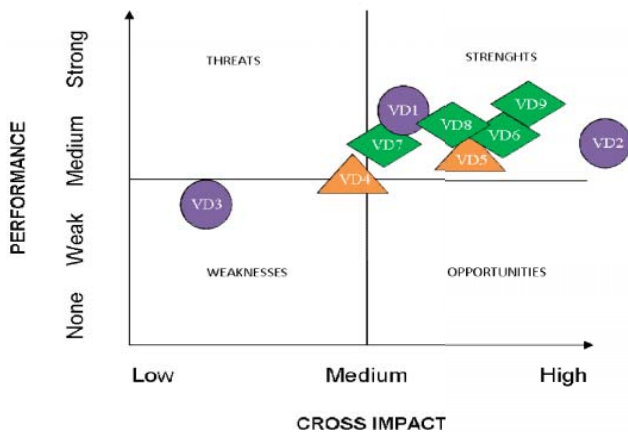 THREATS
STRENGHTS
VD9
VD1
VD8
VD6
VD7
VD2
VD5
VD4
VD3
WEAKNESSES
OPPORTUNITIES
PERFORMANCE
None Weak Medium Strong
Low Medium High
CROSS IMPACT